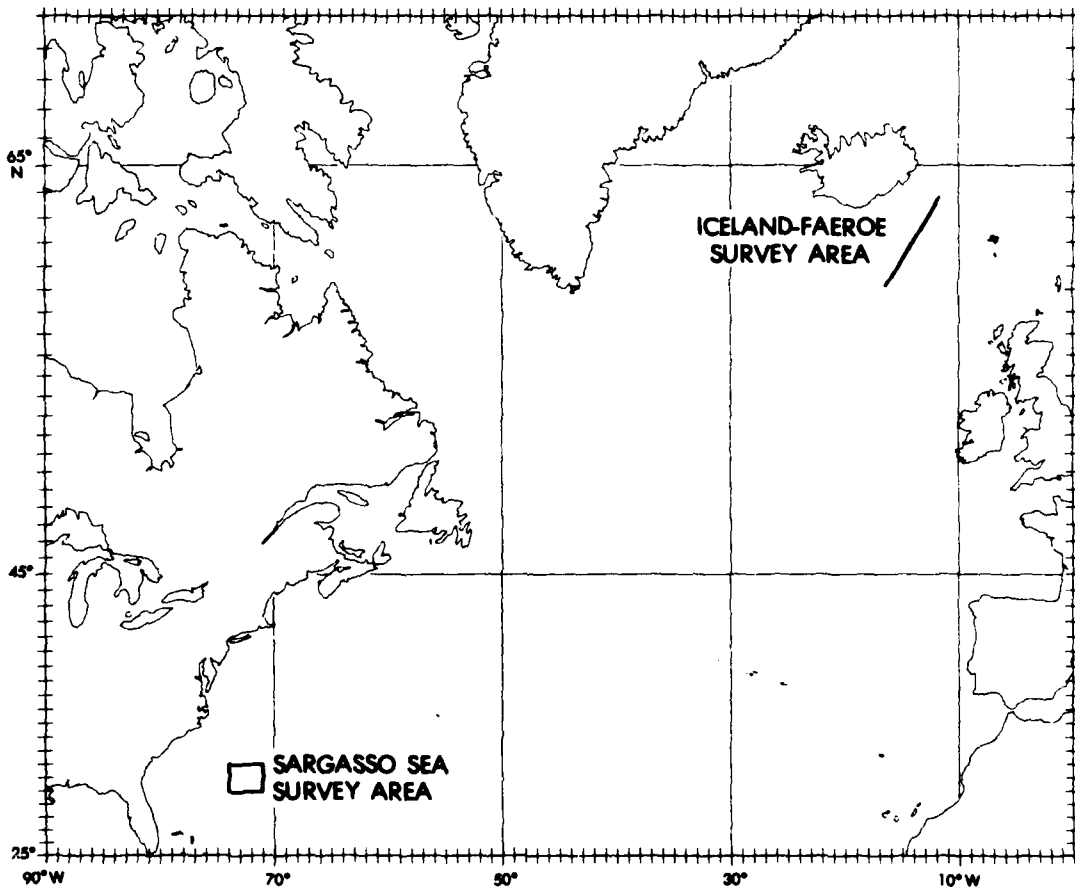 65°
N
ICELAND-FAEROE
SURVEY AREA
45°
SARGASSO SEA
SURVEY AREA
25°
90°W
70°
50°
30°
10°W